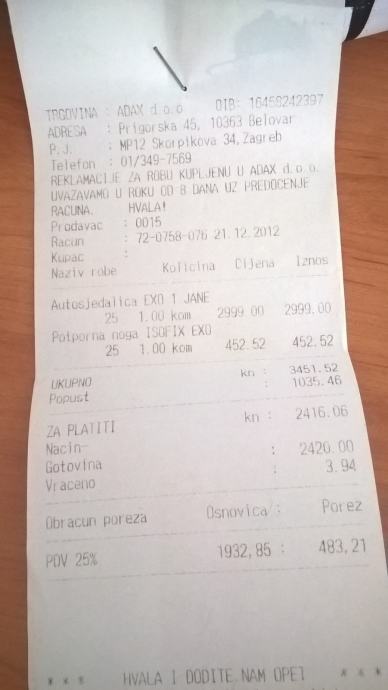 TRGOVINA : ADAX d.o.o OIB: 16458242397
ADRESA : Prigorska 45, 10363 Belovar
P.J. : MP12 Skorpikova 34, Zagreb
Telefon : 01/349-7569
REKLAMACIJE ZA ROBU KUPLJENU U ADAX d.o.o.
UVAZAVAMO U ROKU OD 8 DANA UZ PREDOCENJE
RACUNA. HVALA!
Prodavac : 0015
Racun : 72-0758-076 21.12.2012
Kupac :
Naziv robe Kolicina Cijena Iznos
Autosjedalica EXO 1 JANE
25 1.00 kom 2999.00 2999.00
Potporna noga ISOFIX EXO
25 1.00 kom 452.52 452.52
UKUPNO kn : 3451.52
Popust : 1035.46
ZA PLATITI kn : 2416.06
Nacin-
Gotovina : 2420.00
Vraceno : 3.94
Obracun poreza Osnovica : Porez
PDV 25% 1932,85 : 483,21
* * * HVALA I DODITE NAM OPET * * *